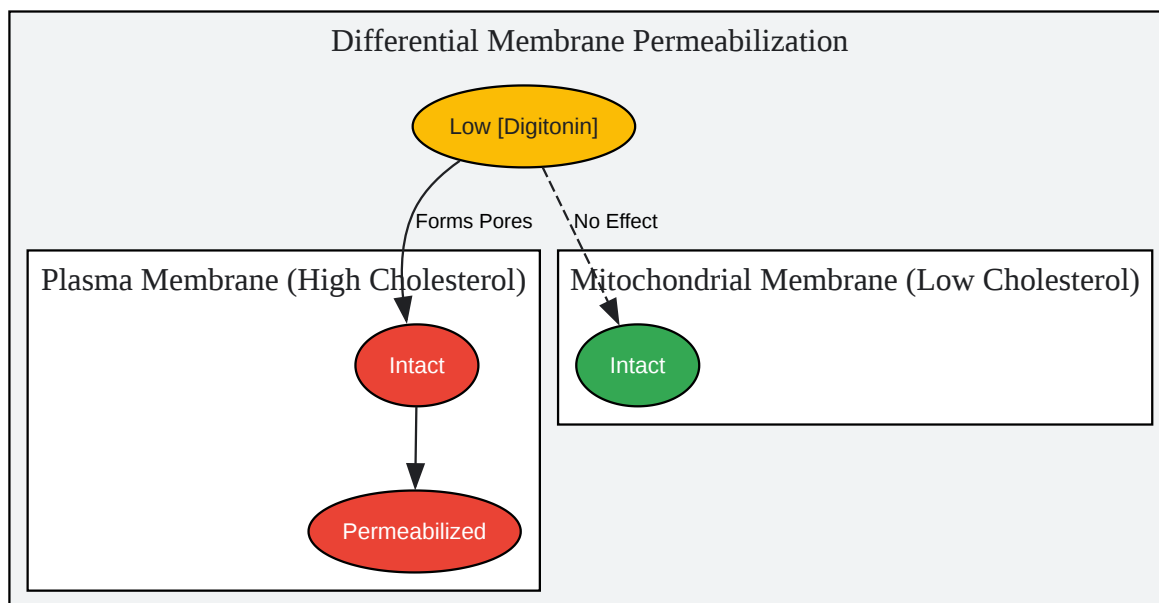 Differential Membrane Permeabilization
Low [Digitonin]
Forms Pores
No Effect
Plasma Membrane (High Cholesterol)
Mitochondrial Membrane (Low Cholesterol)
Intact
Intact
Permeabilized